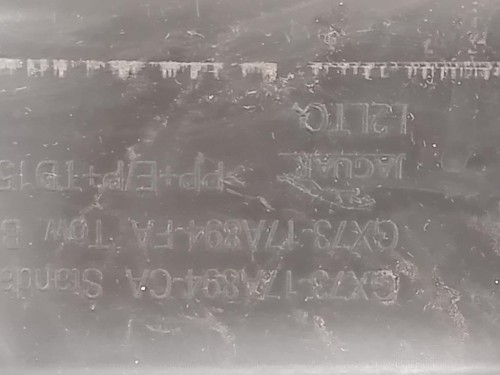 GX73-17A894-CA Standa
GX73-17A894-FA Tow B
JAGUAR >PP+E/P+TD15